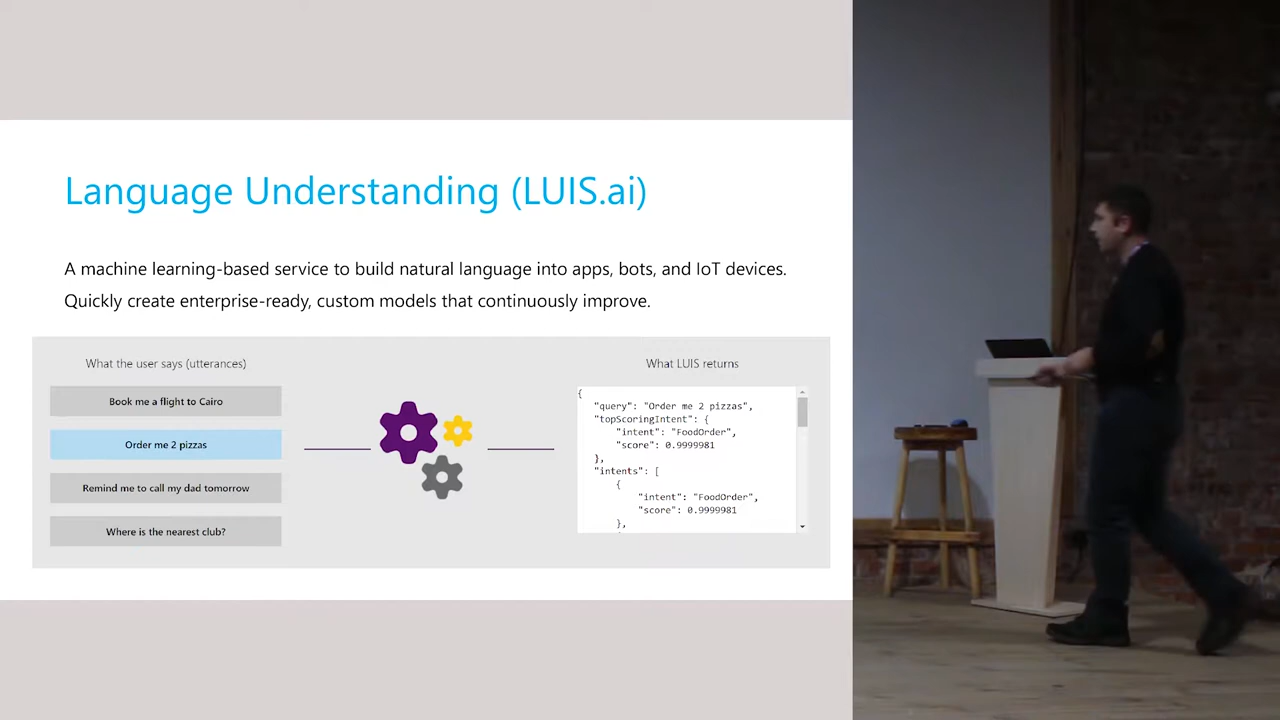 Language Understanding (LUIS.ai)
A machine learning-based service to build natural language into apps, bots, and IoT devices.
Quickly create enterprise-ready, custom models that continuously improve.
What the user says (utterances)
Book me a flight to Cairo
Order me 2 pizzas
Remind me to call my dad tomorrow
Where is the nearest club?
What LUIS returns
{
"query": "Order me 2 pizzas",
"topScoringIntent": {
"intent": "FoodOrder",
"score": 0.9999981
},
"intents": [
{
"intent": "FoodOrder",
"score": 0.9999981
},